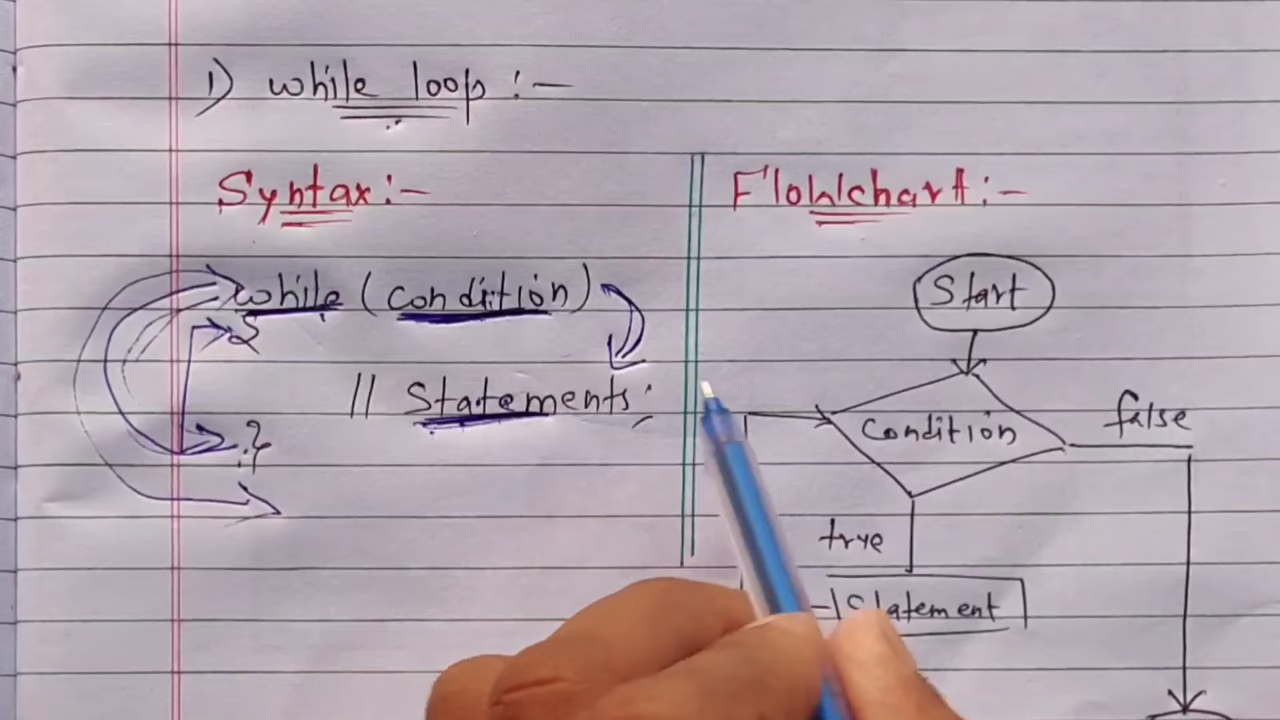 1) while loop :-
Syntax:-
while (condition)
{
// Statements;
}
Flowchart:-
Start
Condition
false
true
Statement